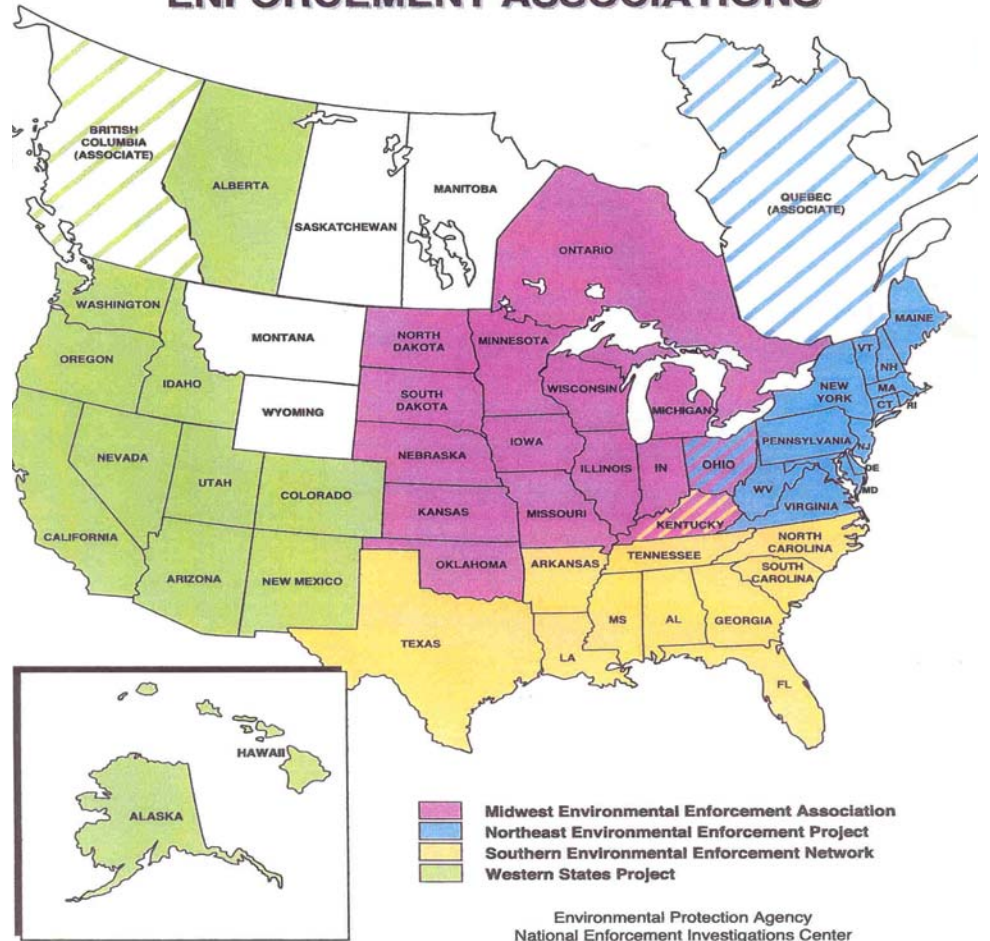 ENFORCEMENT ASSOCIATIONS
BRITISH
COLUMBIA
(ASSOCIATE)
ALBERTA
SASKATCHEWAN
MANITOBA
ONTARIO
QUEBEC
(ASSOCIATE)
WASHINGTON
OREGON
IDAHO
MONTANA
WYOMING
NEVADA
UTAH
COLORADO
CALIFORNIA
ARIZONA
NEW MEXICO
NORTH
DAKOTA
SOUTH
DAKOTA
NEBRASKA
KANSAS
OKLAHOMA
MINNESOTA
IOWA
MISSOURI
WISCONSIN
ILLINOIS
MICHIGAN
IN
OHIO
KENTUCKY
MAINE
VT
NH
MA
CT
RI
NEW
YORK
PENNSYLVANIA
NJ
DE
MD
WV
VIRGINIA
NORTH
CAROLINA
SOUTH
CAROLINA
TENNESSEE
ARKANSAS
TEXAS
LA
MS
AL
GEORGIA
FL
HAWAII
ALASKA
Midwest Environmental Enforcement Association
Northeast Environmental Enforcement Project
Southern Environmental Enforcement Network
Western States Project
Environmental Protection Agency
National Enforcement Investigations Center